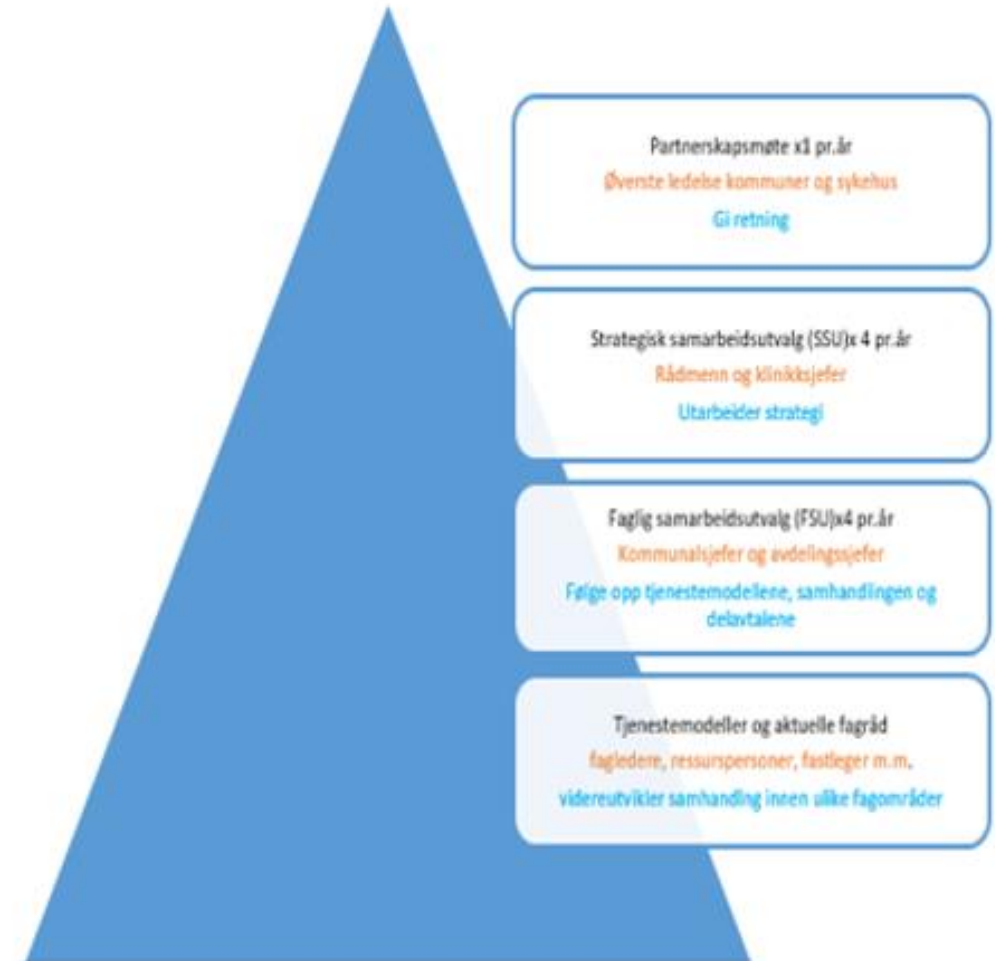 Partnerskapsmøte x1 pr.år
Øverste ledelse kommuner og sykehus
Gi retning
Strategisk samarbeidsutvalg (SSU)x 4 pr.år
Rådmenn og klinikksjefer
Utarbeider strategi
Faglig samarbeidsutvalg (FSU)x4 pr.år
Kommunalsjefer og avdelingssjefer
Følge opp tjenestemodellene, samhandlingen og
delavtalene
Tjenestemodeller og aktuelle fagråd
fagledere, ressurspersoner, fastleger m.m.
videreutvikler samhandling innen ulike fagområder